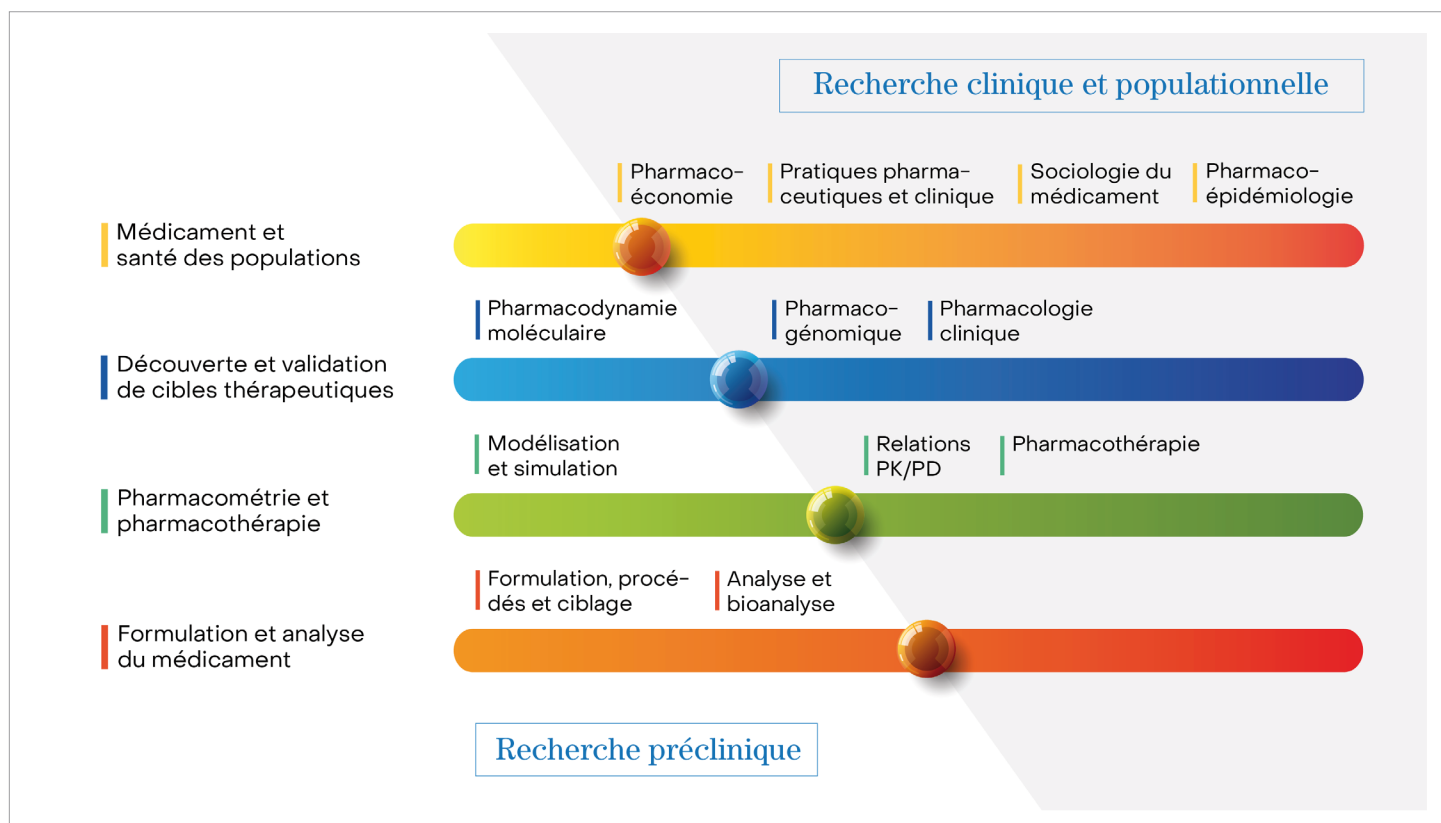 Recherche clinique et populationnelle
Pharmaco-
économie
Pratiques pharma-
ceutiques et clinique
Sociologie du
médicament
Pharmaco-
épidémiologie
Médicament et
santé des populations
Pharmacodynamie
moléculaire
Pharmaco-
génomique
Pharmacologie
clinique
Découverte et validation
de cibles thérapeutiques
Modélisation
et simulation
Relations
PK/PD
Pharmacothérapie
Pharmacométrie et
pharmacothérapie
Formulation, procé-
dés et ciblage
Analyse et
bioanalyse
Formulation et analyse
du médicament
Recherche préclinique